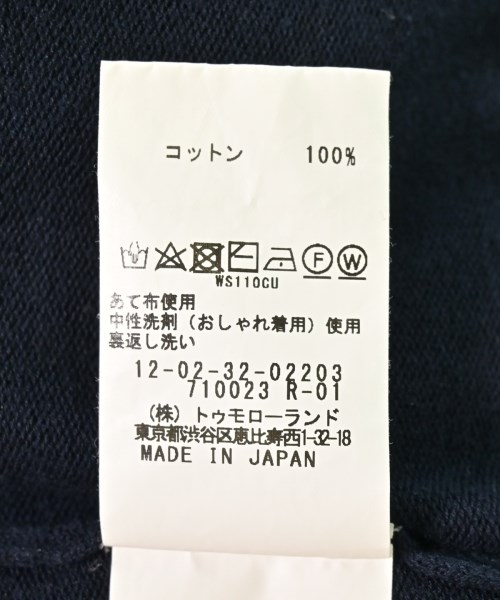 コットン 100%
F W
WS110CU
あて布使用
中性洗剤（おしゃれ着用）使用
裏返し洗い
12-02-32-02203
710023 R-01
（株）トゥモローランド
東京都渋谷区恵比寿西1-32-18
MADE IN JAPAN